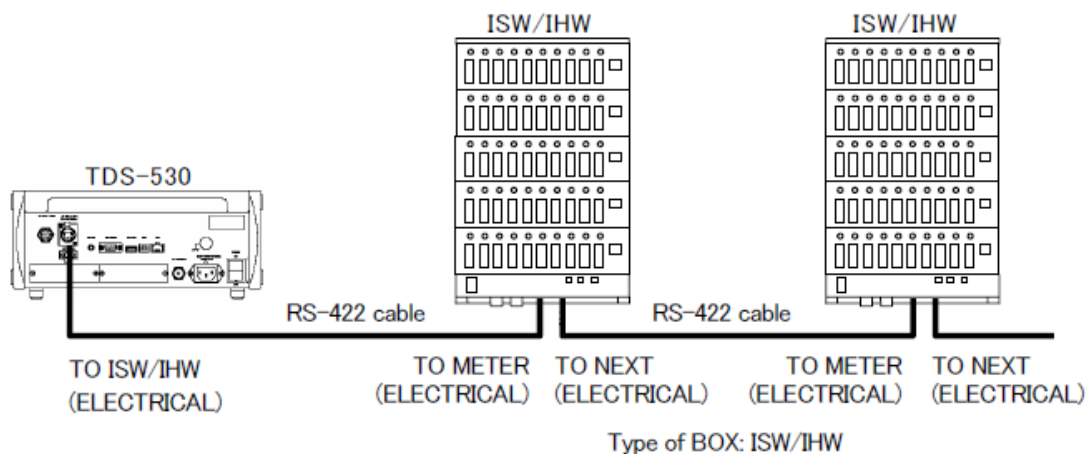 ISW/IHW
ISW/IHW
TDS-530
RS-422 cable
RS-422 cable
TO ISW/IHW
(ELECTRICAL)
TO METER
(ELECTRICAL)
TO NEXT
(ELECTRICAL)
TO METER
(ELECTRICAL)
TO NEXT
(ELECTRICAL)
Type of BOX: ISW/IHW